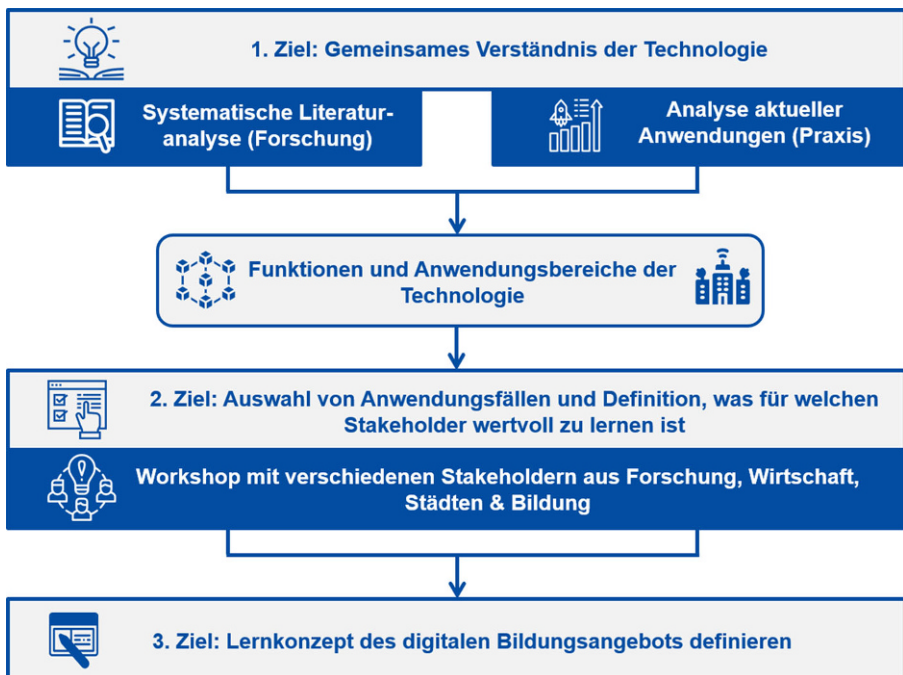 1. Ziel: Gemeinsames Verständnis der Technologie
Systematische Literatur-
analyse (Forschung)
Analyse aktueller
Anwendungen (Praxis)
Funktionen und Anwendungsbereiche der
Technologie
2. Ziel: Auswahl von Anwendungsfällen und Definition, was für welchen
Stakeholder wertvoll zu lernen ist
Workshop mit verschiedenen Stakeholdern aus Forschung, Wirtschaft,
Städten & Bildung
3. Ziel: Lernkonzept des digitalen Bildungsangebots definieren